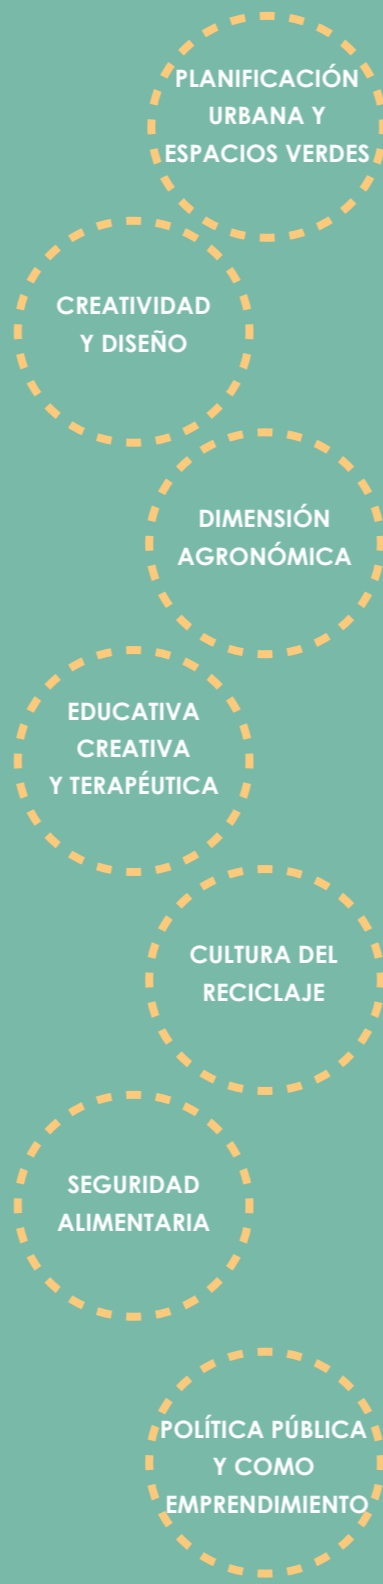 PLANIFICACIÓN
URBANA Y
ESPACIOS VERDES
CREATIVIDAD
Y DISEÑO
DIMENSIÓN
AGRONÓMICA
EDUCATIVA
CREATIVA
Y TERAPÉUTICA
CULTURA DEL
RECICLAJE
SEGURIDAD
ALIMENTARIA
POLÍTICA PÚBLICA
Y COMO
EMPRENDIMIENTO